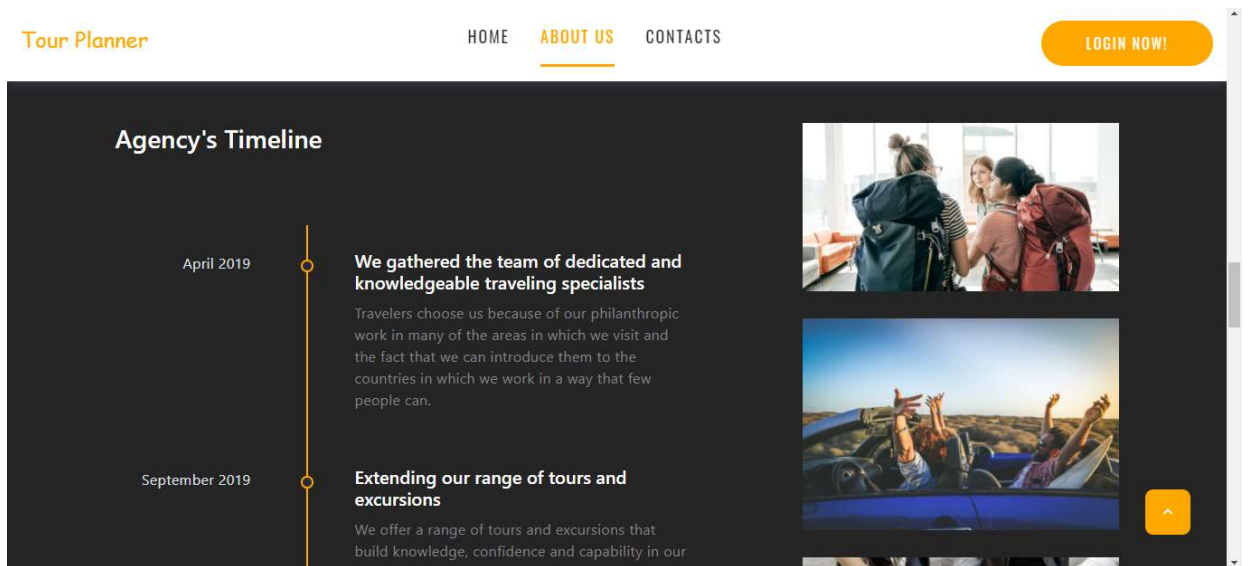 Tour Planner
HOME ABOUT US CONTACTS
LOGIN NOW!
Agency's Timeline
April 2019
We gathered the team of dedicated and
knowledgeable traveling specialists
Travelers choose us because of our philanthropic
work in many of the areas in which we visit and
the fact that we can introduce them to the
countries in which we work in a way that few
people can.
September 2019
Extending our range of tours and
excursions
We offer a range of tours and excursions that
build knowledge, confidence and capability in our